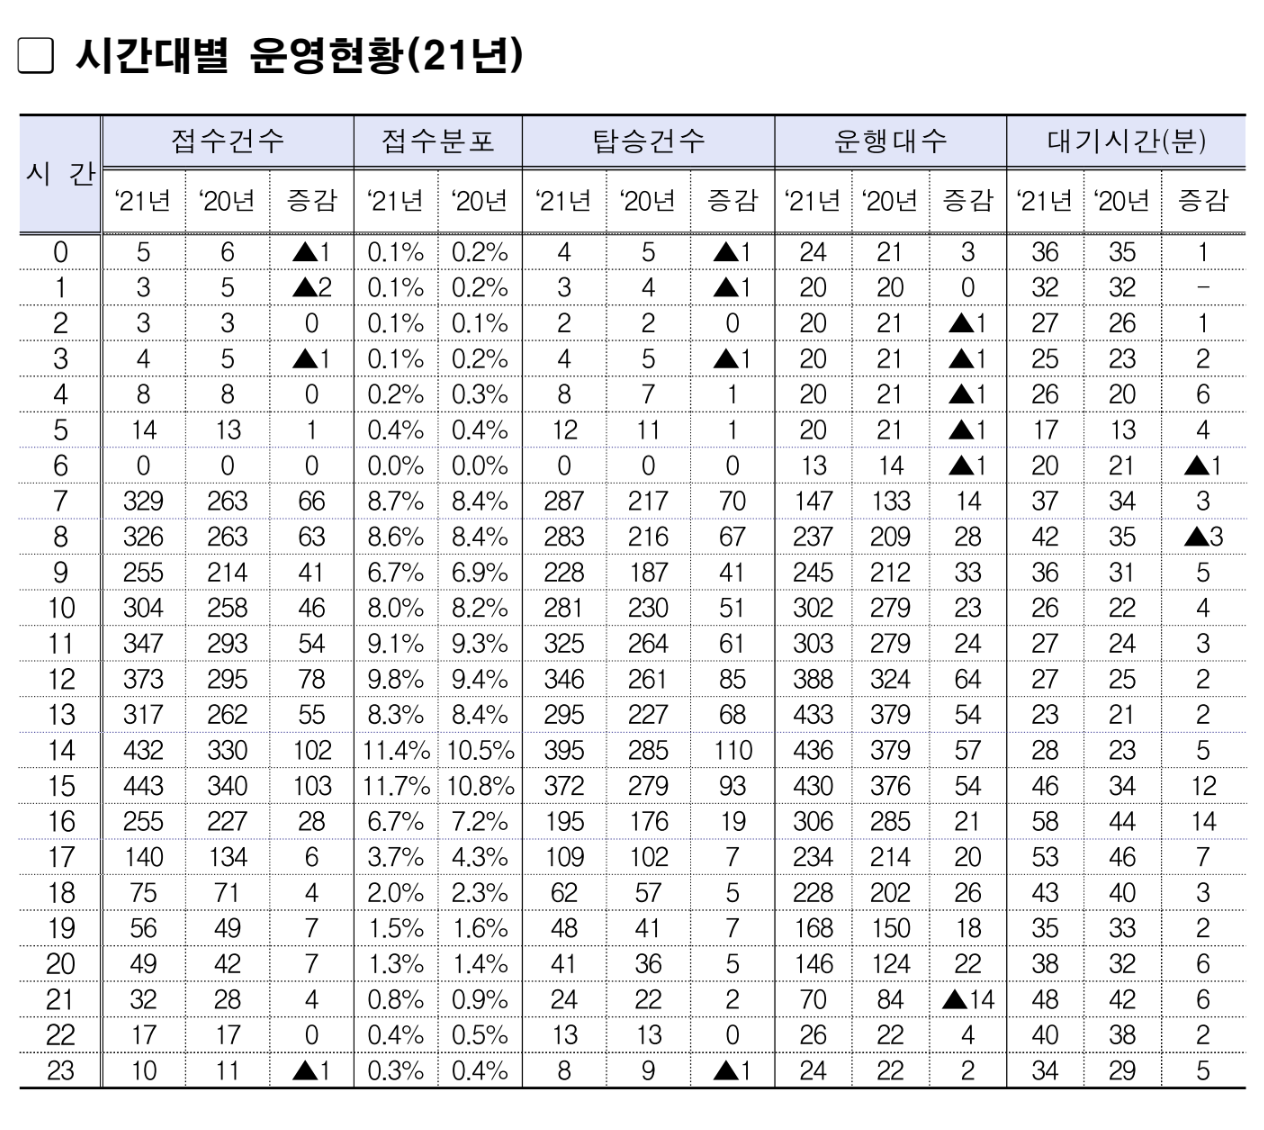 □ 시간대별 운영현황(21년)
시 간 접수건수 접수분포 탑승건수 운행대수 대기시간(분)
‘21년 ‘20년 증감 ‘21년 ‘20년 ‘21년 ‘20년 증감 ‘21년 ‘20년 증감 ‘21년 ‘20년 증감
0 5 6 ▲1 0.1% 0.2% 4 5 ▲1 24 21 3 36 35 1
1 3 5 ▲2 0.1% 0.2% 3 4 ▲1 20 20 0 32 32 -
2 3 3 0 0.1% 0.1% 2 2 0 20 21 ▲1 27 26 1
3 4 5 ▲1 0.1% 0.2% 4 5 ▲1 20 21 ▲1 25 23 2
4 8 8 0 0.2% 0.3% 8 7 1 20 21 ▲1 26 20 6
5 14 13 1 0.4% 0.4% 12 11 1 20 21 ▲1 17 13 4
6 0 0 0 0.0% 0.0% 0 0 0 13 14 ▲1 20 21 ▲1
7 329 263 66 8.7% 8.4% 287 217 70 147 133 14 37 34 3
8 326 263 63 8.6% 8.4% 283 216 67 237 209 28 42 35 ▲3
9 255 214 41 6.7% 6.9% 228 187 41 245 212 33 36 31 5
10 304 258 46 8.0% 8.2% 281 230 51 302 279 23 26 22 4
11 347 293 54 9.1% 9.3% 325 264 61 303 279 24 27 24 3
12 373 295 78 9.8% 9.4% 346 261 85 388 324 64 27 25 2
13 317 262 55 8.3% 8.4% 295 227 68 433 379 54 23 21 2
14 432 330 102 11.4% 10.5% 395 285 110 436 379 57 28 23 5
15 443 340 103 11.7% 10.8% 372 279 93 430 376 54 46 34 12
16 255 227 28 6.7% 7.2% 195 176 19 306 285 21 58 44 14
17 140 134 6 3.7% 4.3% 109 102 7 234 214 20 53 46 7
18 75 71 4 2.0% 2.3% 62 57 5 228 202 26 43 40 3
19 56 49 7 1.5% 1.6% 48 41 7 168 150 18 35 33 2
20 49 42 7 1.3% 1.4% 41 36 5 146 124 22 38 32 6
21 32 28 4 0.8% 0.9% 24 22 2 70 84 ▲14 48 42 6
22 17 17 0 0.4% 0.5% 13 13 0 26 22 4 40 38 2
23 10 11 ▲1 0.3% 0.4% 8 9 ▲1 24 22 2 34 29 5